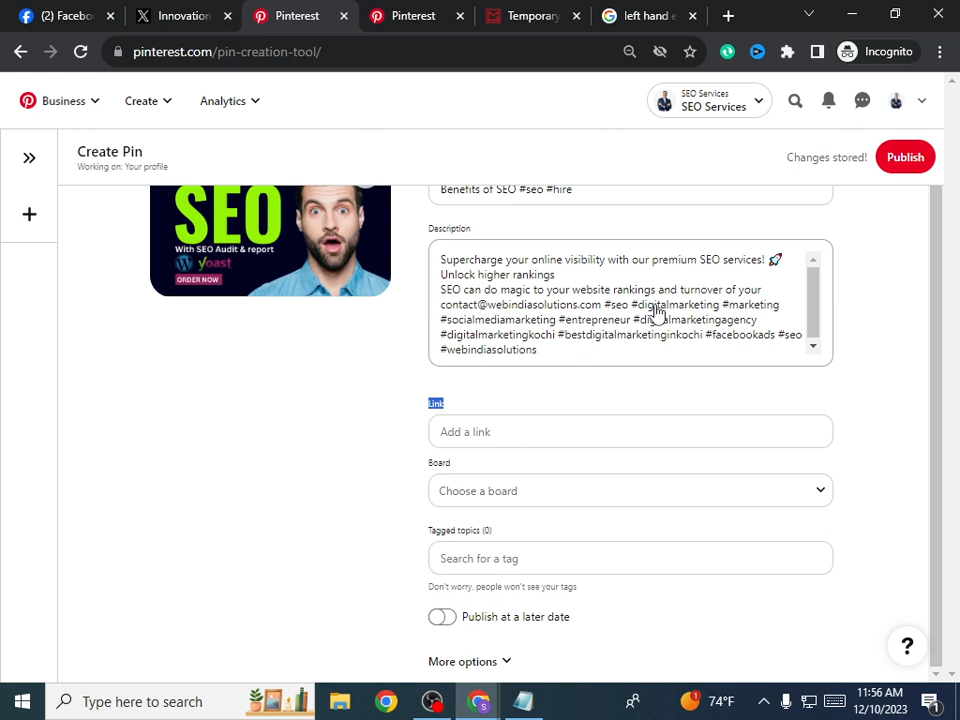 (2) Facebo
Innovation
Pinterest
Pinterest
Temporary
left hand e
pinterest.com/pin-creation-tool/
Incognito
Business
Create
Analytics
SEO Services
SEO Services
Create Pin
Working on: Your profile
Changes stored!
Publish
SEO
With SEO Audit & report
yoast
ORDER NOW
Benefits of SEO #seo #hire
Description
Supercharge your online visibility with our premium SEO services! 🚀
Unlock higher rankings
SEO can do magic to your website rankings and turnover of your
contact@webindiasolutions.com #seo #digitalmarketing #marketing
#socialmediamarketing #entrepreneur #digitalmarketingagency
#digitalmarketingkochi #bestdigitalmarketinginkochi #facebookads #seo
#webindiasolutions
Link
Add a link
Board
Choose a board
Tagged topics (0)
Search for a tag
Don't worry, people won't see your tags
Publish at a later date
More options
?
Type here to search
74°F
11:56 AM
12/10/2023
1